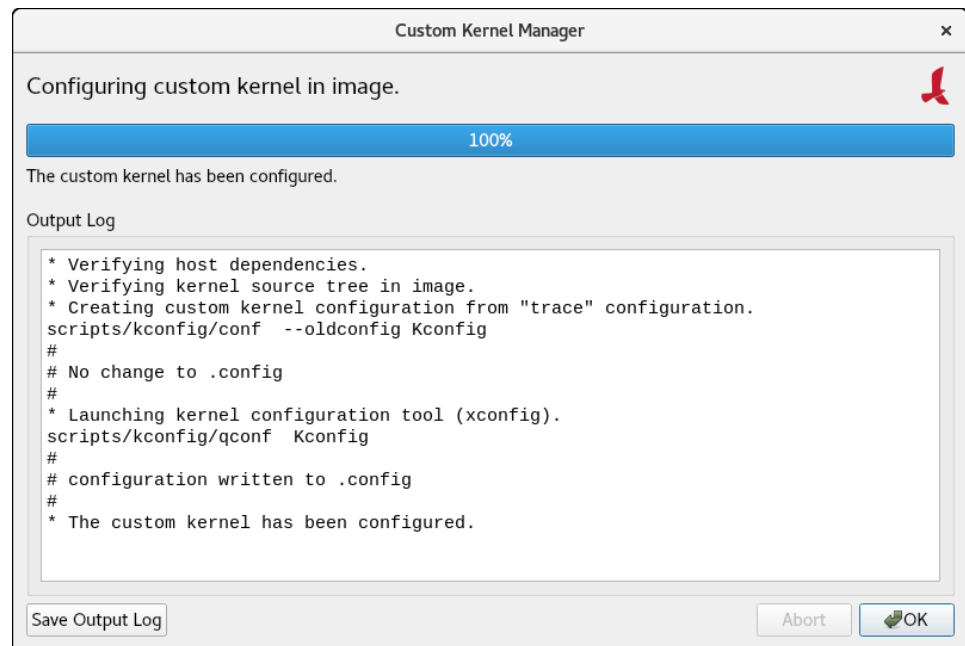 Custom Kernel Manager
Configuring custom kernel in image.
100%
The custom kernel has been configured.
Output Log
* Verifying host dependencies.
* Verifying kernel source tree in image.
* Creating custom kernel configuration from "trace" configuration.
scripts/kconfig/conf  --oldconfig Kconfig
#
# No change to .config
#
* Launching kernel configuration tool (xconfig).
scripts/kconfig/qconf  Kconfig
#
# configuration written to .config
#
* The custom kernel has been configured.
Save Output Log
Abort
OK